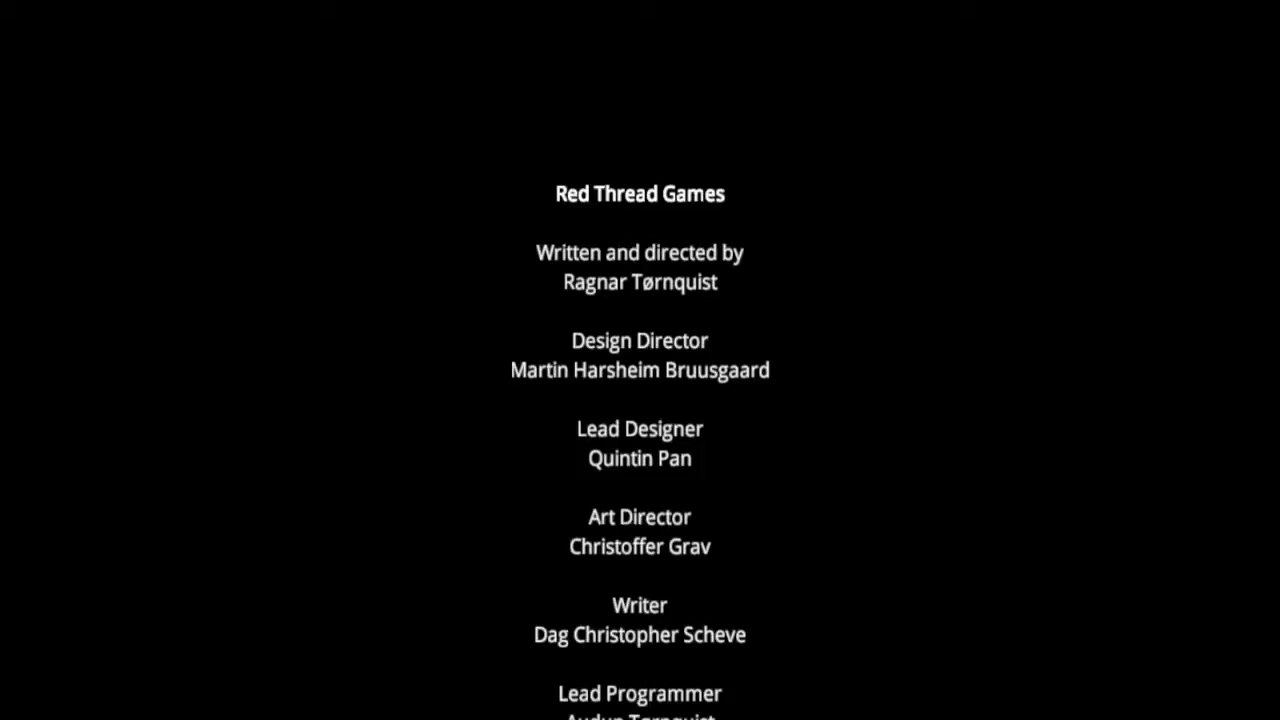 Red Thread Games
Written and directed by
Ragnar Tørnquist
Design Director
Martin Harsheim Bruusgaard
Lead Designer
Quintin Pan
Art Director
Christoffer Grav
Writer
Dag Christopher Scheve
Lead Programmer